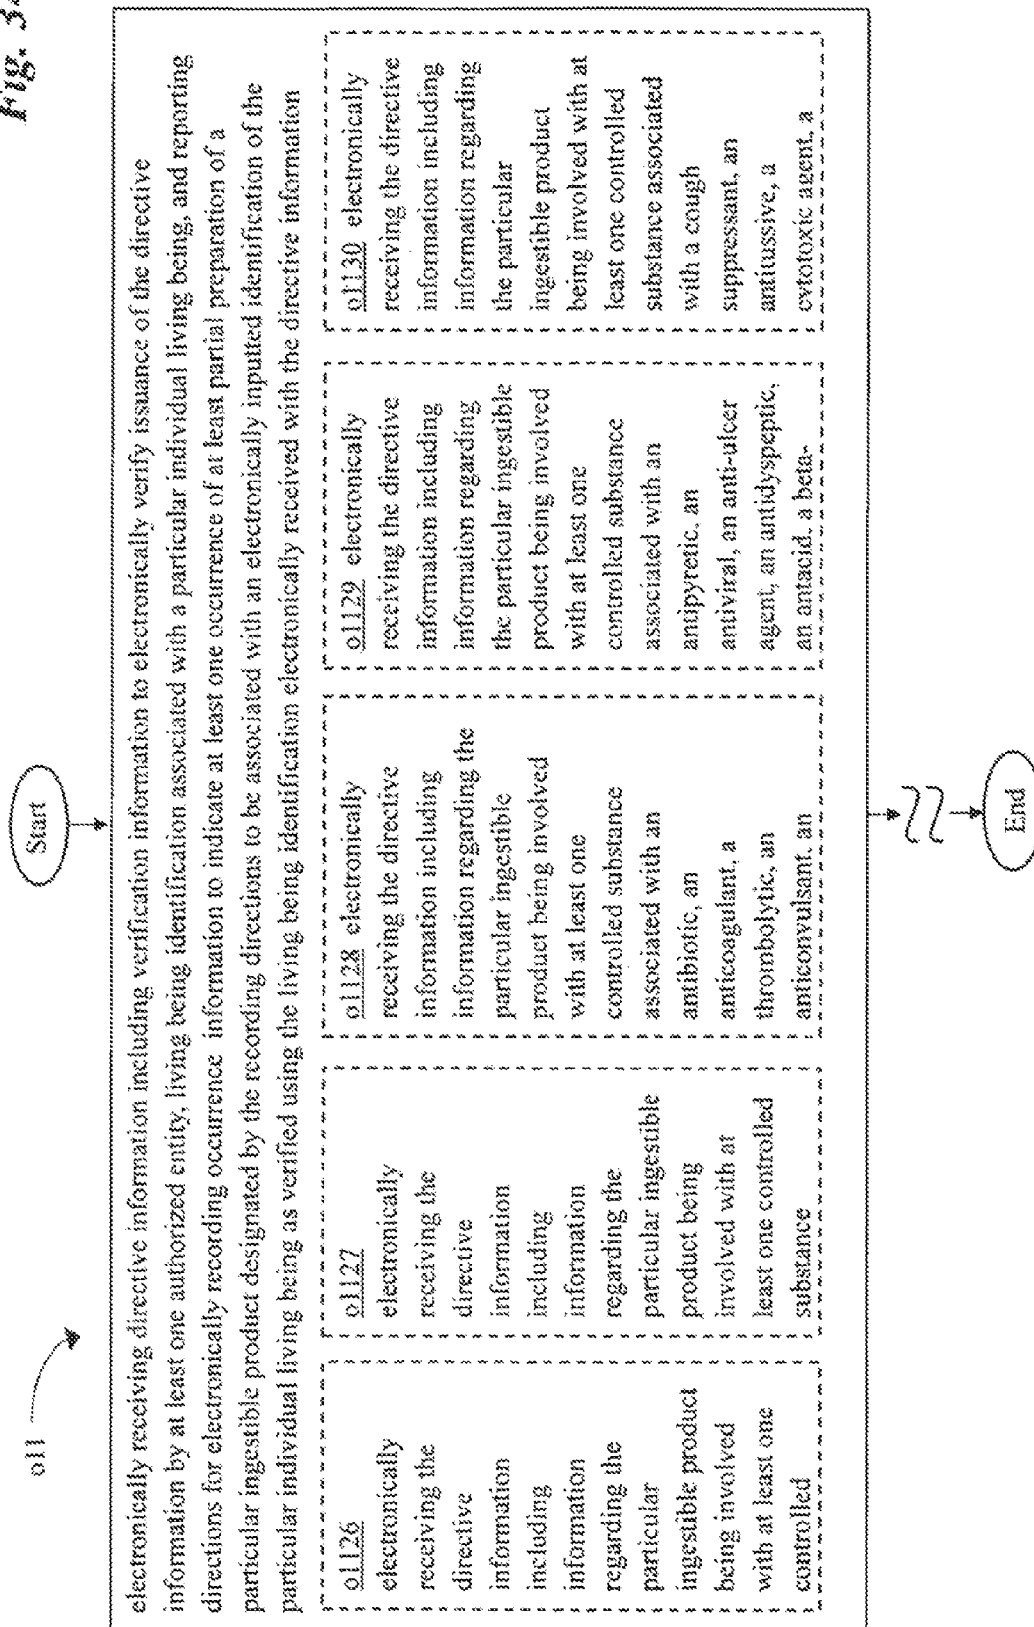 Start
o11
electronically receiving directive information including verification information to electronically verify issuance of the directive
information by at least one authorized entity, living being identification associated with a particular individual living being, and reporting
directions for electronically recording occurrence information to indicate at least one occurrence of at least partial preparation of a
particular ingestible product designated by the recording directions to be associated with an electronically inputted identification of the
particular individual living being as verified using the living being identification electronically received with the directive information
o1126
electronically
receiving the
directive
information
including
information
regarding the
particular
ingestible product
being involved
with at least one
controlled
o1127
electronically
receiving the
directive
information
including
information
regarding the
particular ingestible
product being
involved with at
least one controlled
substance
o1128 electronically
receiving the directive
information including
information regarding the
particular ingestible
product being involved
with at least one
controlled substance
associated with an
antibiotic, an
anticoagulant, a
thrombolytic, an
anticonvulsant, an
o1129 electronically
receiving the directive
information including
information regarding
the particular ingestible
product being involved
with at least one
controlled substance
associated with an
antipyretic, an
antiviral, an anti-ulcer
agent, an antidyspeptic,
an antacid, a beta-
o1130 electronically
receiving the directive
information including
information regarding
the particular
ingestible product
being involved with at
least one controlled
substance associated
with a cough
suppressant, an
antitussive, a
cytotoxic agent, a
End